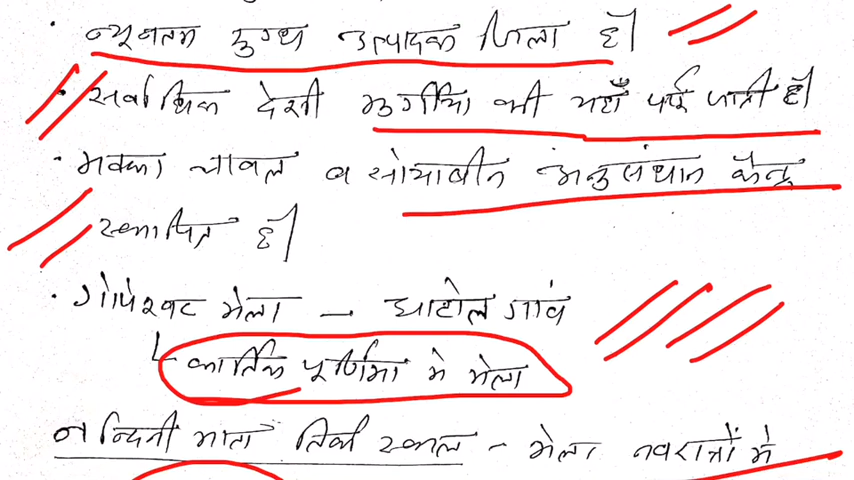 · न्यूनतम दुग्ध उत्पादक जिला है।
· सर्वाधिक देशी मुर्गीया की यहाँ पाई जाती है।
· मक्का चावल व सोयाबीन अनुसंधान केन्द्र
स्थापित है।
· गोपेश्वर मेला - घाटोल गांव
कार्तिक पूर्णिमा मे मेला
नन्दिनी माता तिर्थ स्थल - मेला नवरात्रों मे